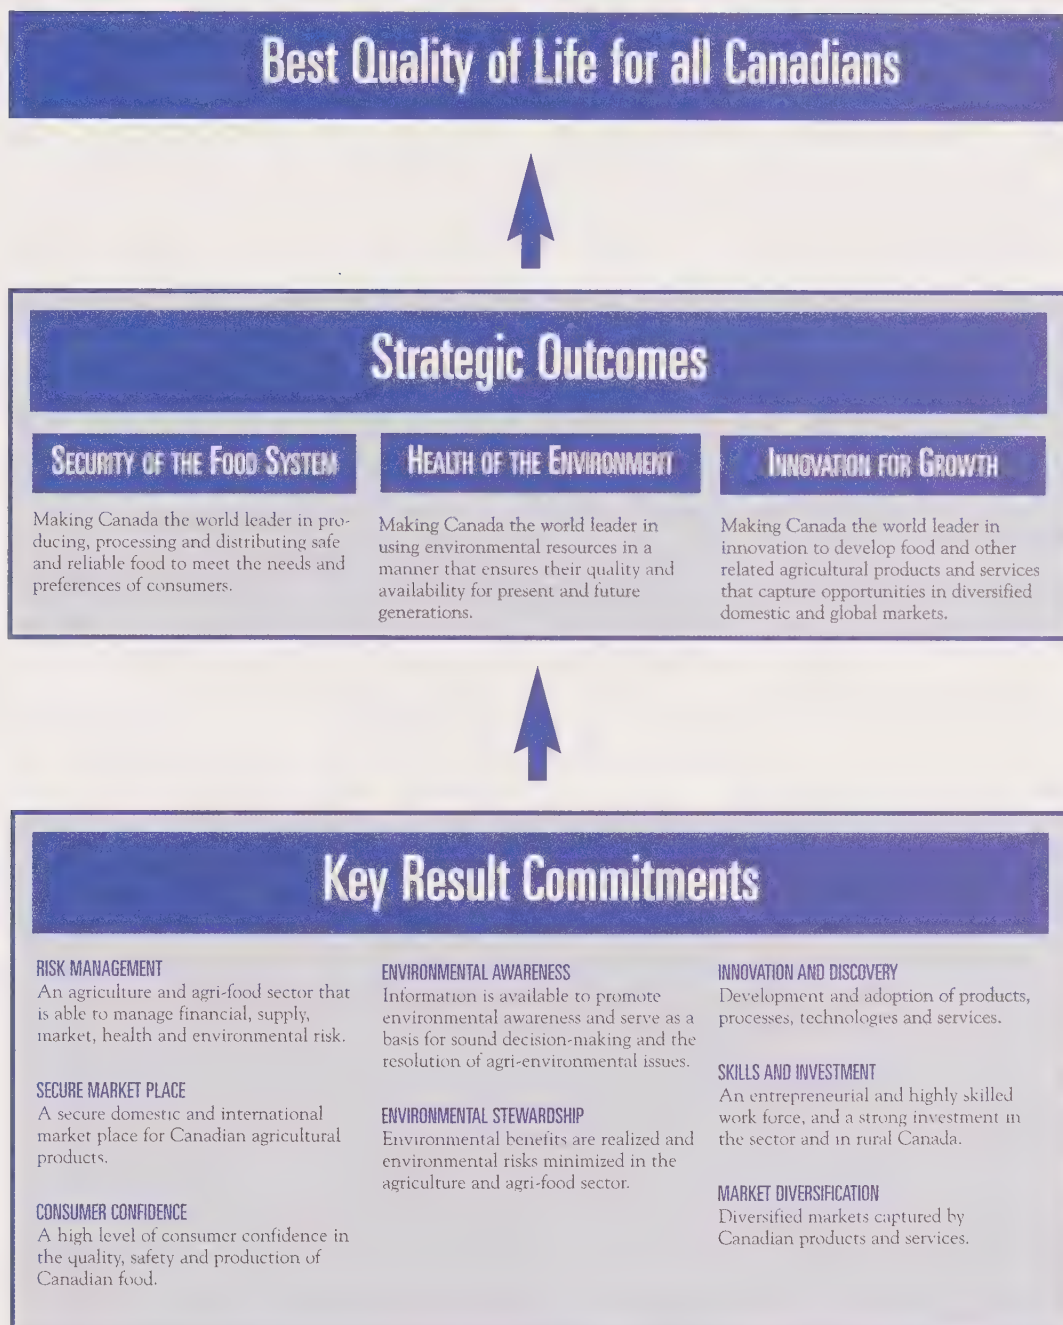 Best Quality of Life for all Canadians
Strategic Outcomes
SECURITY OF THE FOOD SYSTEM
Making Canada the world leader in pro-
ducing, processing and distributing safe
and reliable food to meet the needs and
preferences of consumers.
HEALTH OF THE ENVIRONMENT
Making Canada the world leader in
using environmental resources in a
manner that ensures their quality and
availability for present and future
generations.
INNOVATION FOR GROWTH
Making Canada the world leader in
innovation to develop food and other
related agricultural products and services
that capture opportunities in diversified
domestic and global markets.
Key Result Commitments
RISK MANAGEMENT
An agriculture and agri-food sector that
is able to manage financial, supply,
market, health and environmental risk.
SECURE MARKET PLACE
A secure domestic and international
market place for Canadian agricultural
products.
CONSUMER CONFIDENCE
A high level of consumer confidence in
the quality, safety and production of
Canadian food.
ENVIRONMENTAL AWARENESS
Information is available to promote
environmental awareness and serve as a
basis for sound decision-making and the
resolution of agri-environmental issues.
ENVIRONMENTAL STEWARDSHIP
Environmental benefits are realized and
environmental risks minimized in the
agriculture and agri-food sector.
INNOVATION AND DISCOVERY
Development and adoption of products,
processes, technologies and services.
SKILLS AND INVESTMENT
An entrepreneurial and highly skilled
work force, and a strong investment in
the sector and in rural Canada.
MARKET DIVERSIFICATION
Diversified markets captured by
Canadian products and services.